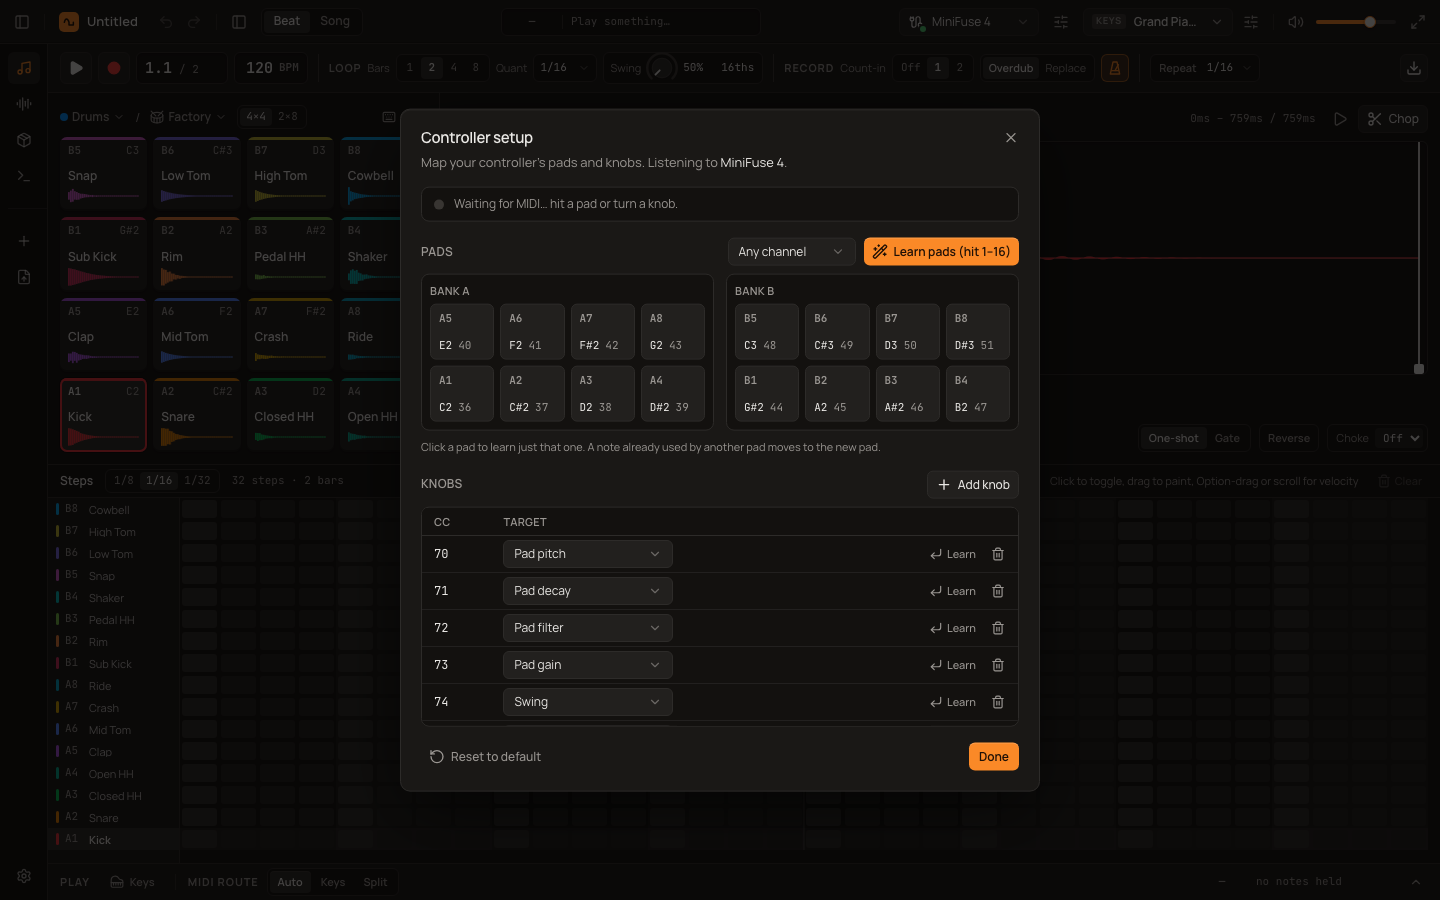 Untitled
Beat Song
– Play something…
MiniFuse 4
KEYS Grand Pia…
1.1 / 2
120 BPM
LOOP Bars 1 2 4 8 Quant 1/16
Swing 50% 16ths
RECORD Count-in Off 1 2 Overdub Replace
Repeat 1/16
Drums / Factory 4×4 2×8
0ms – 759ms / 759ms Chop
B5 C3 B6 C#3 B7 D3 B8
Snap Low Tom High Tom Cowbell
B1 G#2 B2 A2 B3 A#2 B4
Sub Kick Rim Pedal HH Shaker
A5 E2 A6 F2 A7 F#2 A8
Clap Mid Tom Crash Ride
A1 C2 A2 C#2 A3 D2 A4
Kick Snare Closed HH Open HH
One-shot Gate Reverse Choke Off
Controller setup
Map your controller's pads and knobs. Listening to MiniFuse 4.
Waiting for MIDI… hit a pad or turn a knob.
PADS Any channel Learn pads (hit 1–16)
BANK A
A5 A6 A7 A8
E2 40 F2 41 F#2 42 G2 43
A1 A2 A3 A4
C2 36 C#2 37 D2 38 D#2 39
BANK B
B5 B6 B7 B8
C3 48 C#3 49 D3 50 D#3 51
B1 B2 B3 B4
G#2 44 A2 45 A#2 46 B2 47
Click a pad to learn just that one. A note already used by another pad moves to the new pad.
KNOBS Add knob
CC TARGET
70 Pad pitch Learn
71 Pad decay Learn
72 Pad filter Learn
73 Pad gain Learn
74 Swing Learn
Reset to default Done
Steps 1/8 1/16 1/32 32 steps · 2 bars
Click to toggle, drag to paint, Option-drag or scroll for velocity Clear
B8 Cowbell
B7 High Tom
B6 Low Tom
B5 Snap
B4 Shaker
B3 Pedal HH
B2 Rim
B1 Sub Kick
A8 Ride
A7 Crash
A6 Mid Tom
A5 Clap
A4 Open HH
A3 Closed HH
A2 Snare
A1 Kick
PLAY Keys MIDI ROUTE Auto Keys Split
– no notes held